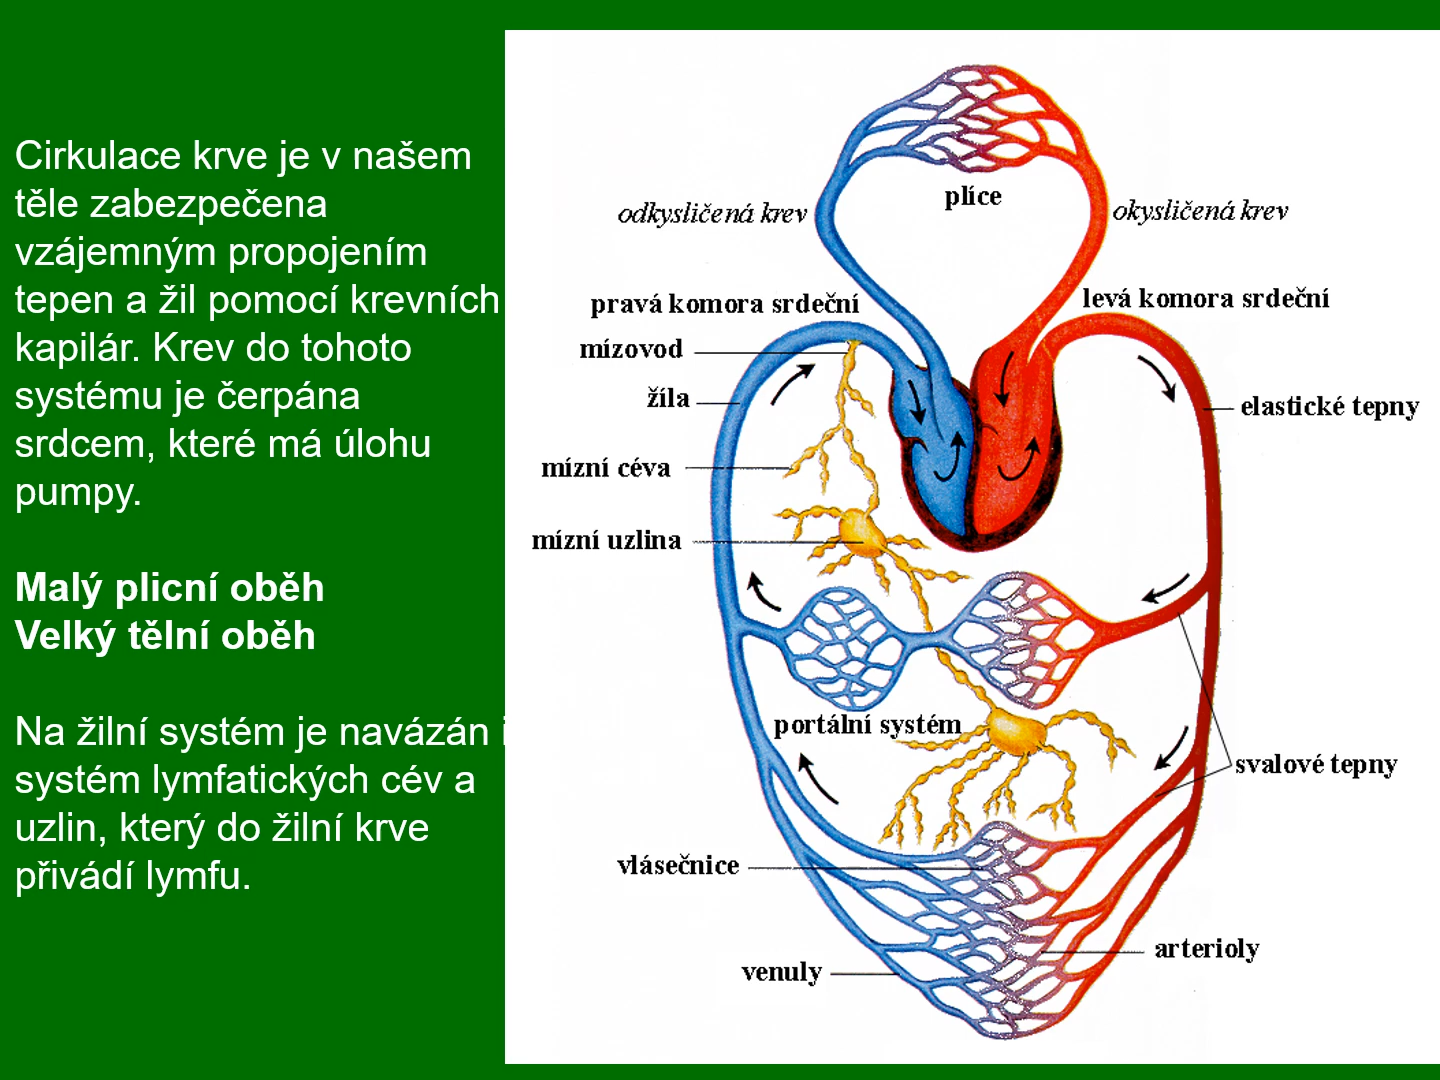 Cirkulace krve je v našem
těle zabezpečena
vzájemným propojením
tepen a žil pomocí krevních
kapilár. Krev do tohoto
systému je čerpána
srdcem, které má úlohu
pumpy.
Malý plicní oběh
Velký tělní oběh
Na žilní systém je navázán i
systém lymfatických cév a
uzlin, který do žilní krve
přivádí lymfu.
plíce
odkysličená krev
okysličená krev
pravá komora srdeční
levá komora srdeční
mízovod
žíla
elastické tepny
mízní céva
mízní uzlina
portální systém
svalové tepny
vlásečnice
arterioly
venuly